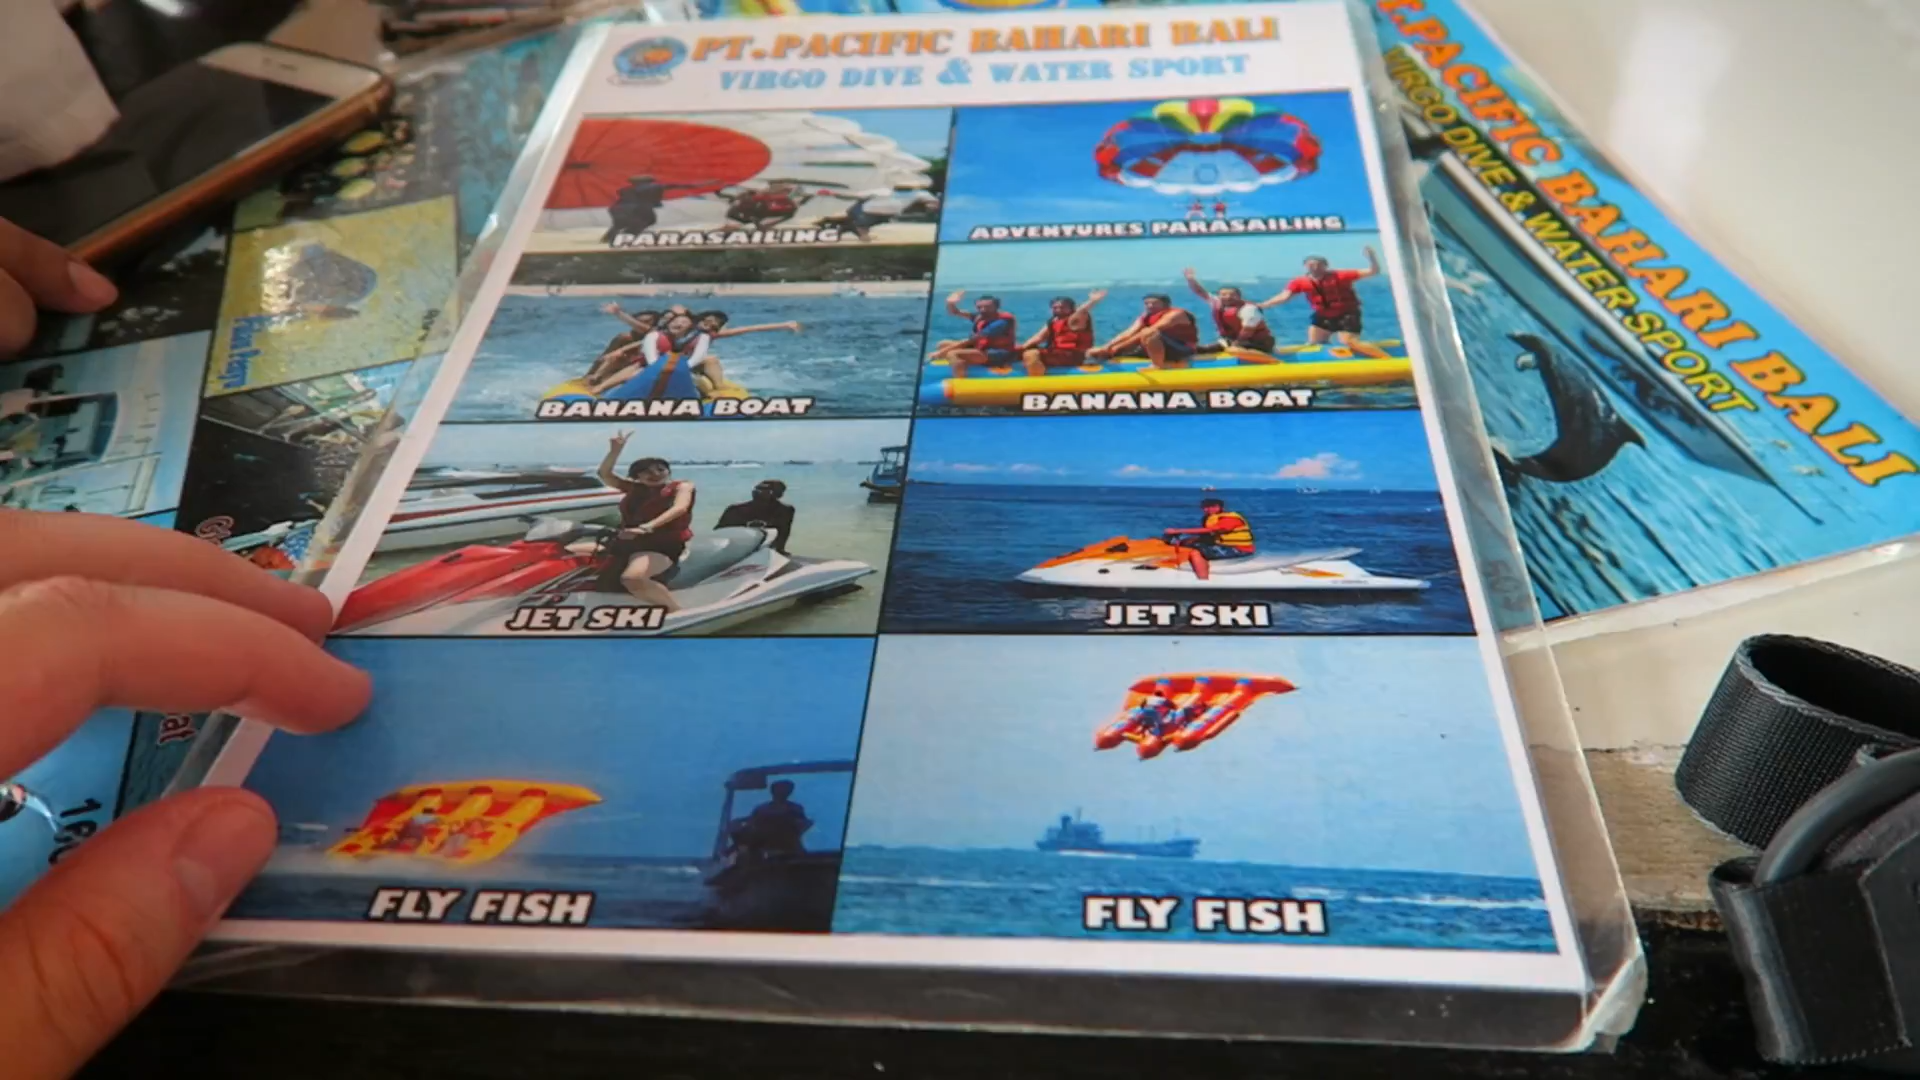 PT.PACIFIC BAHARI BALI
VIRGO DIVE & WATER SPORT
PARASAILING
ADVENTURES PARASAILING
BANANA BOAT
BANANA BOAT
JET SKI
JET SKI
FLY FISH
FLY FISH
T.PACIFIC BAHARI BALI
VIRGO DIVE & WATER SPORT